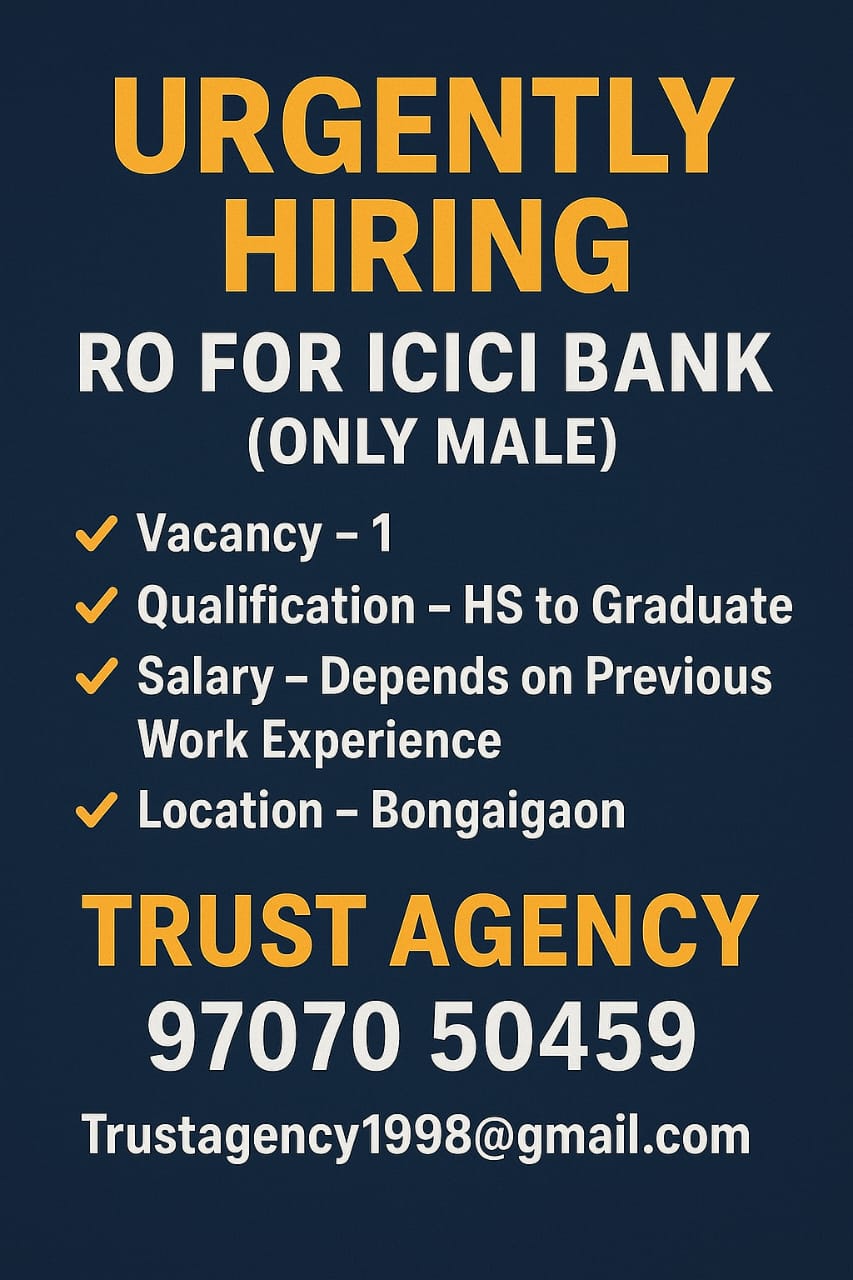 URGENTLY
HIRING
RO FOR ICICI BANK
(ONLY MALE)
✓ Vacancy – 1
✓ Qualification – HS to Graduate
✓ Salary – Depends on Previous
Work Experience
✓ Location – Bongaigaon
TRUST AGENCY
97070 50459
Trustagency1998@gmail.com